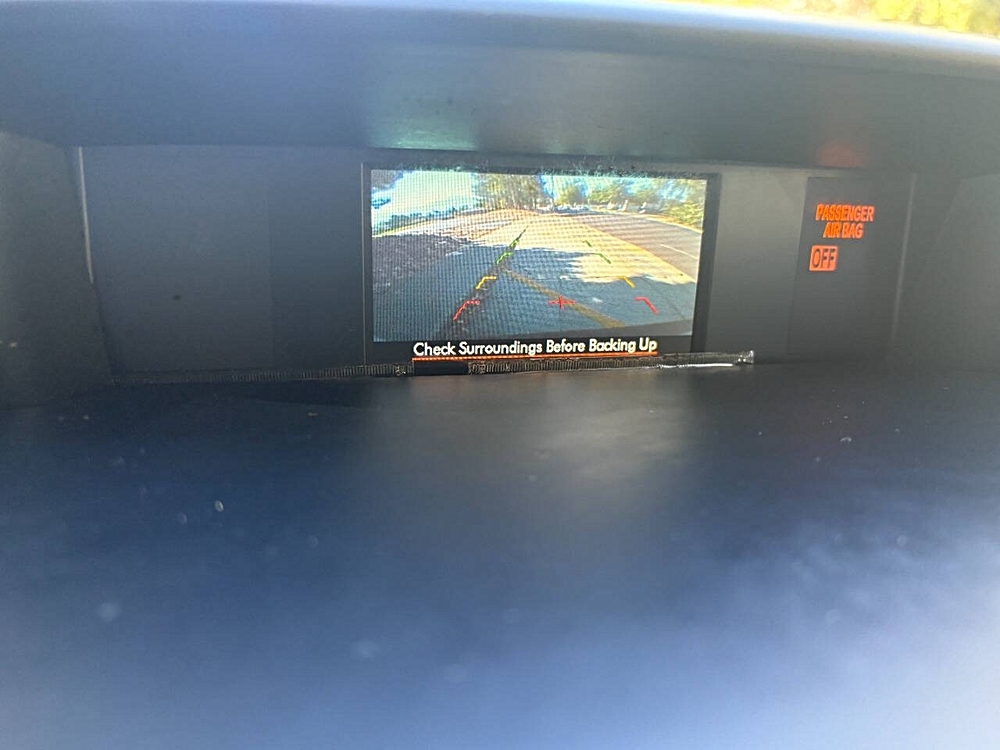 PASSENGER
AIR BAG
OFF
Check Surroundings Before Backing Up